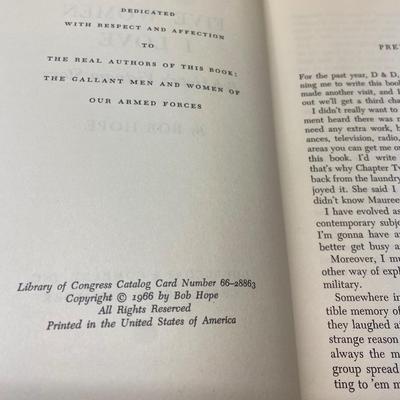 DEDICATED
WITH RESPECT AND AFFECTION
TO
THE REAL AUTHORS OF THIS BOOK:
THE GALLANT MEN AND WOMEN OF
OUR ARMED FORCES
Library of Congress Catalog Card Number 66-28863
Copyright © 1966 by Bob Hope
All Rights Reserved
Printed in the United States of America
PRE
For the past year, D & D,
ning me to write this book
made another visit, and I
out we'll get a third cha
I didn't really want to
ment heard there was
need any extra work, b
ances, television, radio,
areas you can get me on
this book. I'd write
that's why Chapter Tw
back from the laundry
joyed it. She said I
didn't know Mauree
I have evolved as
contemporary subje
I'm gonna have a
better get busy a
Moreover, I mu
other way of exp
military.
Somewhere in
tible memory of
they laughed a
strange reason
always the m
group spread
ting to 'em m